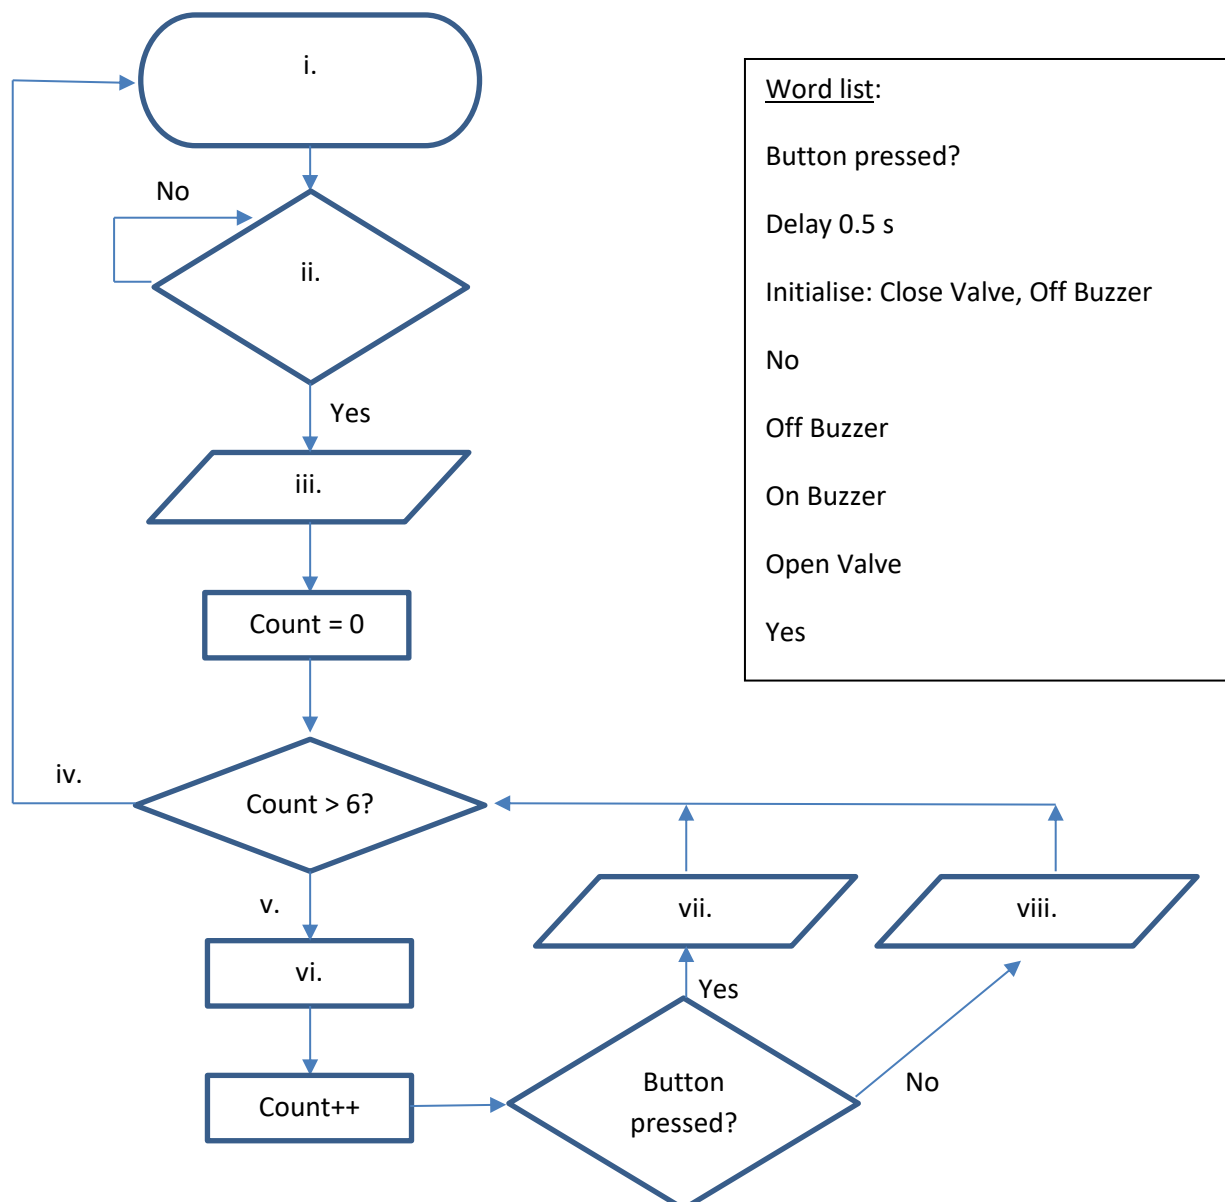 i.
No
ii.
Yes
iii.
Count = 0
iv.
Count > 6?
v.
vi.
Count++
vii.
viii.
Yes
Button
pressed?
No
Word list:
Button pressed?
Delay 0.5 s
Initialise: Close Valve, Off Buzzer
No
Off Buzzer
On Buzzer
Open Valve
Yes